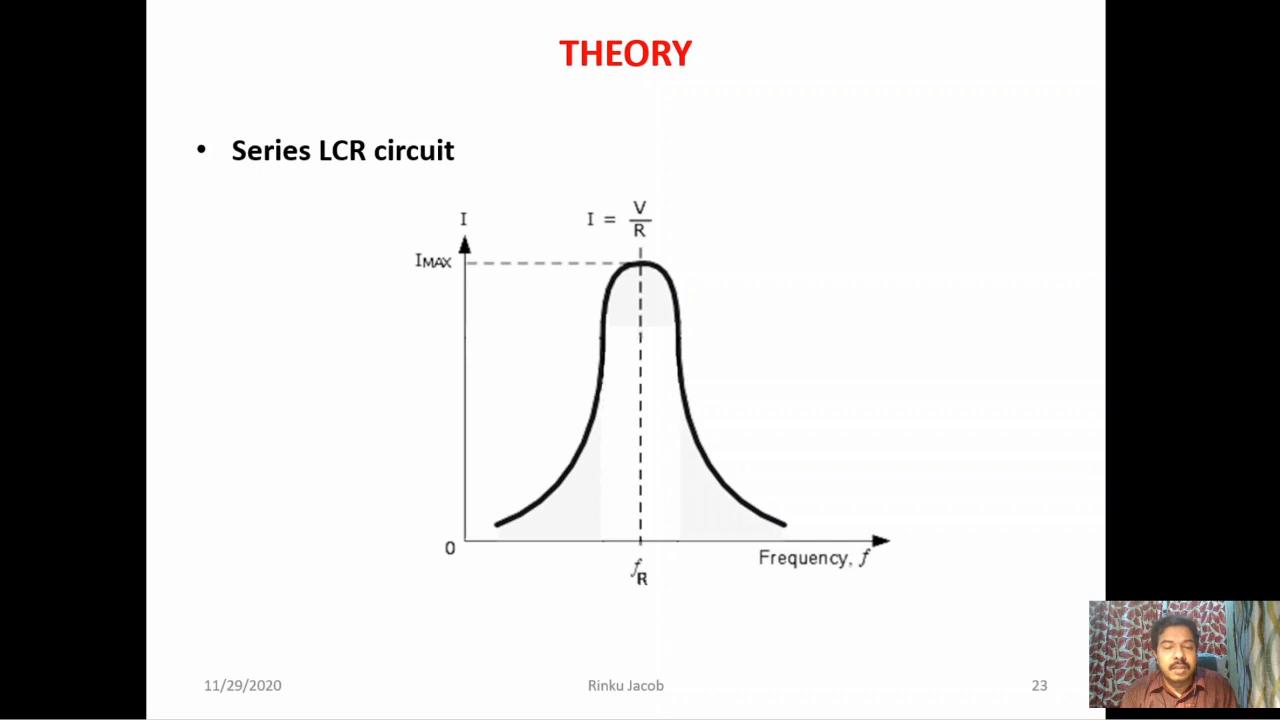 THEORY
• Series LCR circuit
I
I = V/R
IMAX
0
fR
Frequency, f
11/29/2020
Rinku Jacob
23